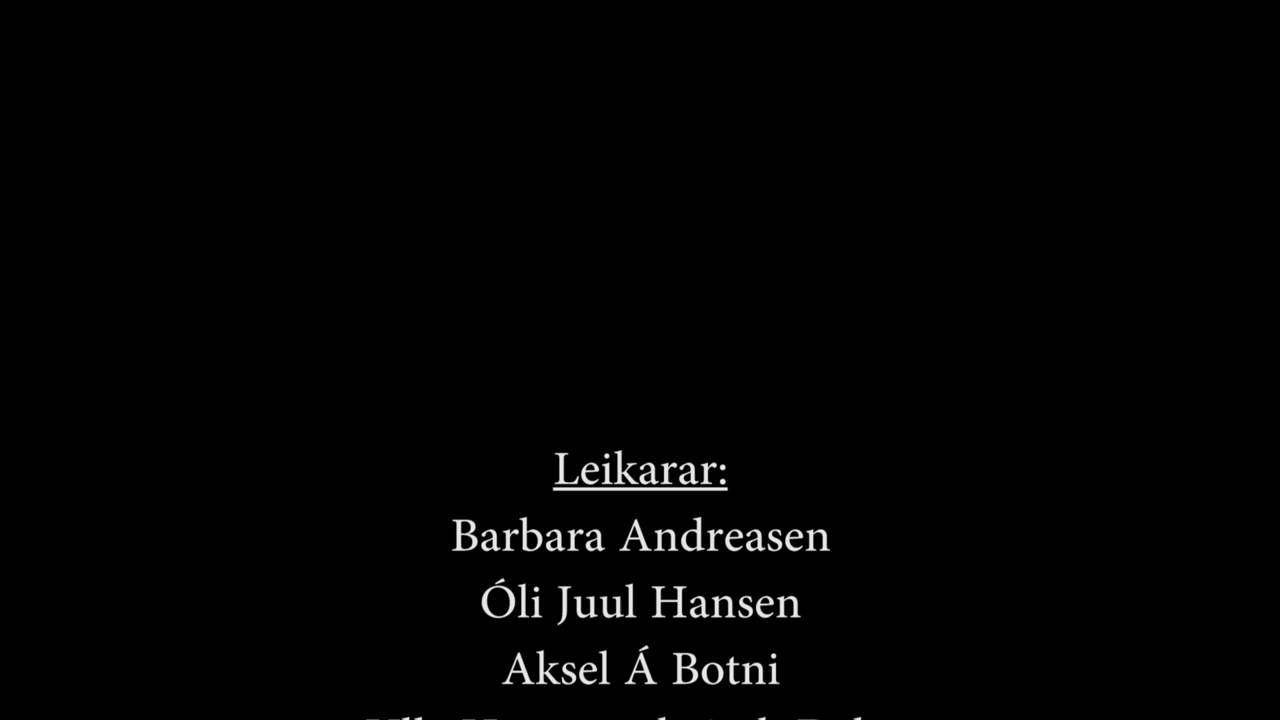 Leikarar:
Barbara Andreasen
Óli Juul Hansen
Aksel Á Botni